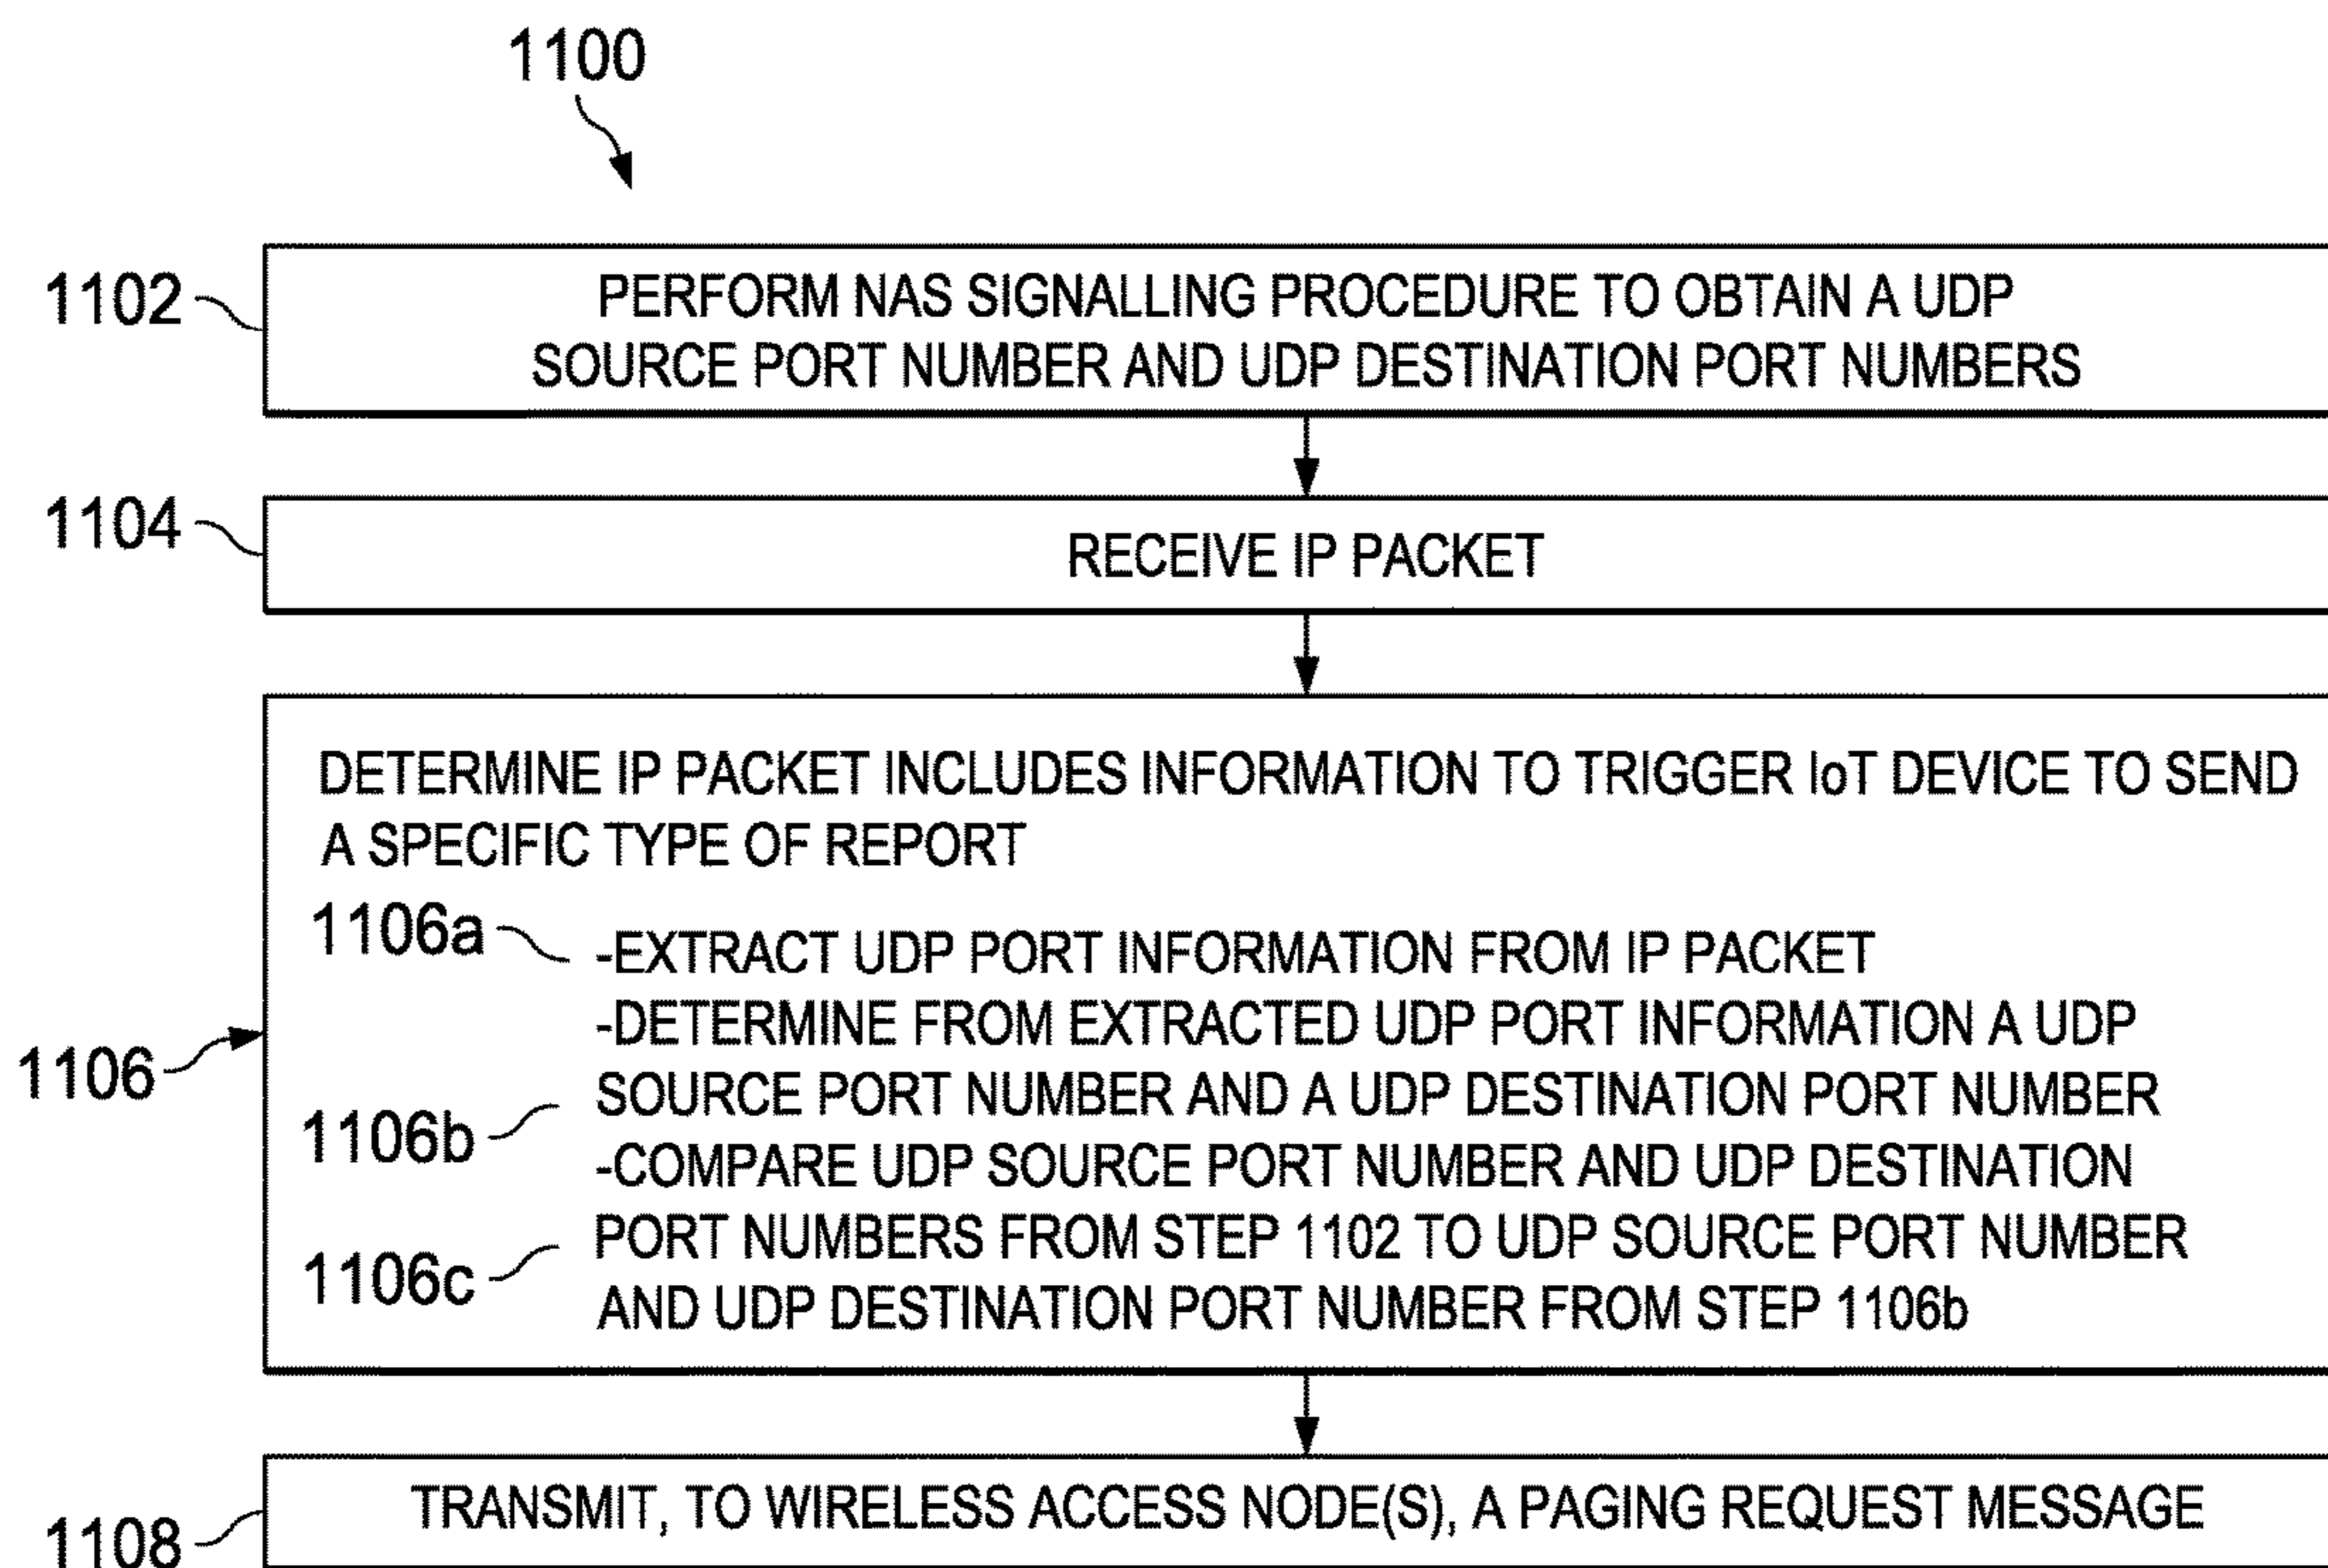 1100
1102
PERFORM NAS SIGNALLING PROCEDURE TO OBTAIN A UDP
SOURCE PORT NUMBER AND UDP DESTINATION PORT NUMBERS
1104
RECEIVE IP PACKET
1106
DETERMINE IP PACKET INCLUDES INFORMATION TO TRIGGER IoT DEVICE TO SEND
A SPECIFIC TYPE OF REPORT
1106a
-EXTRACT UDP PORT INFORMATION FROM IP PACKET
-DETERMINE FROM EXTRACTED UDP PORT INFORMATION A UDP
1106b
SOURCE PORT NUMBER AND A UDP DESTINATION PORT NUMBER
-COMPARE UDP SOURCE PORT NUMBER AND UDP DESTINATION
1106c
PORT NUMBERS FROM STEP 1102 TO UDP SOURCE PORT NUMBER
AND UDP DESTINATION PORT NUMBER FROM STEP 1106b
1108
TRANSMIT, TO WIRELESS ACCESS NODE(S), A PAGING REQUEST MESSAGE